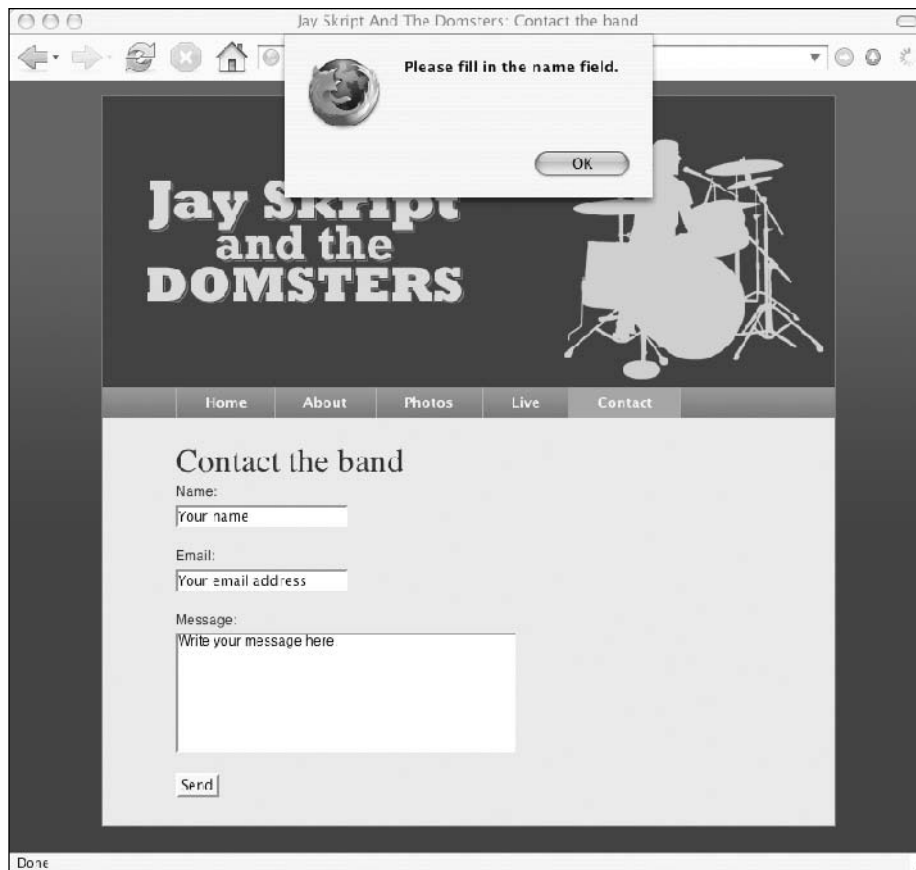 Jay Skript And The Domsters: Contact the band
Please fill in the name field.
OK
Jay Skript
and the
DOMSTERS
Home About Photos Live Contact
Contact the band
Name:
Your name
Email:
Your email address
Message:
Write your message here
Send
Done